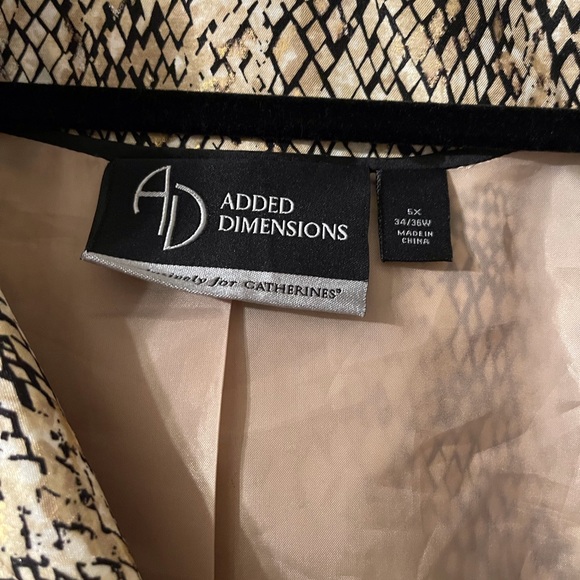 AD
ADDED
DIMENSIONS
for CATHERINES®
5X
34/36W
MADE IN
CHINA